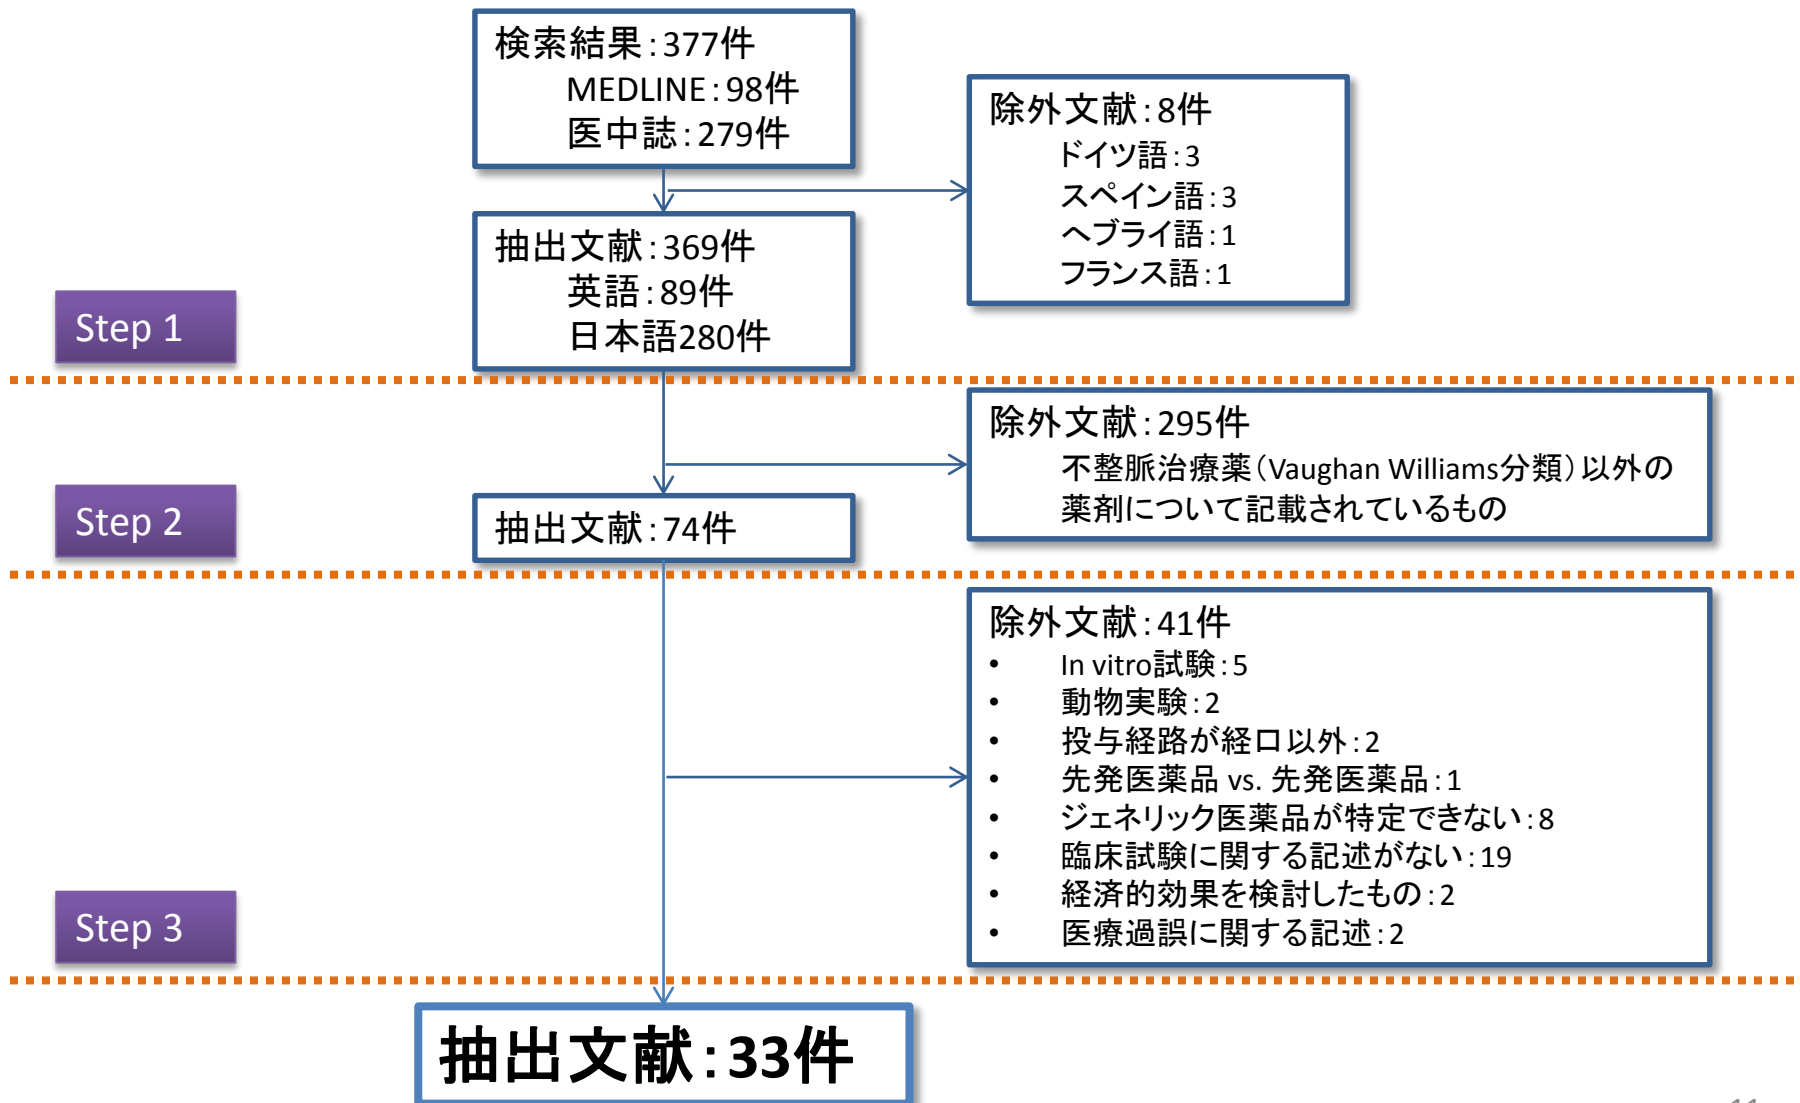 検索結果：377件
MEDLINE：98件
医中誌：279件
除外文献：8件
ドイツ語：3
スペイン語：3
ヘブライ語：1
フランス語：1
抽出文献：369件
英語：89件
日本語280件
Step 1
除外文献：295件
不整脈治療薬（Vaughan Williams分類）以外の
薬剤について記載されているもの
Step 2
抽出文献：74件
除外文献：41件
• In vitro試験：5
• 動物実験：2
• 投与経路が経口以外：2
• 先発医薬品 vs. 先発医薬品：1
• ジェネリック医薬品が特定できない：8
• 臨床試験に関する記述がない：19
• 経済的効果を検討したもの：2
• 医療過誤に関する記述：2
Step 3
抽出文献：33件